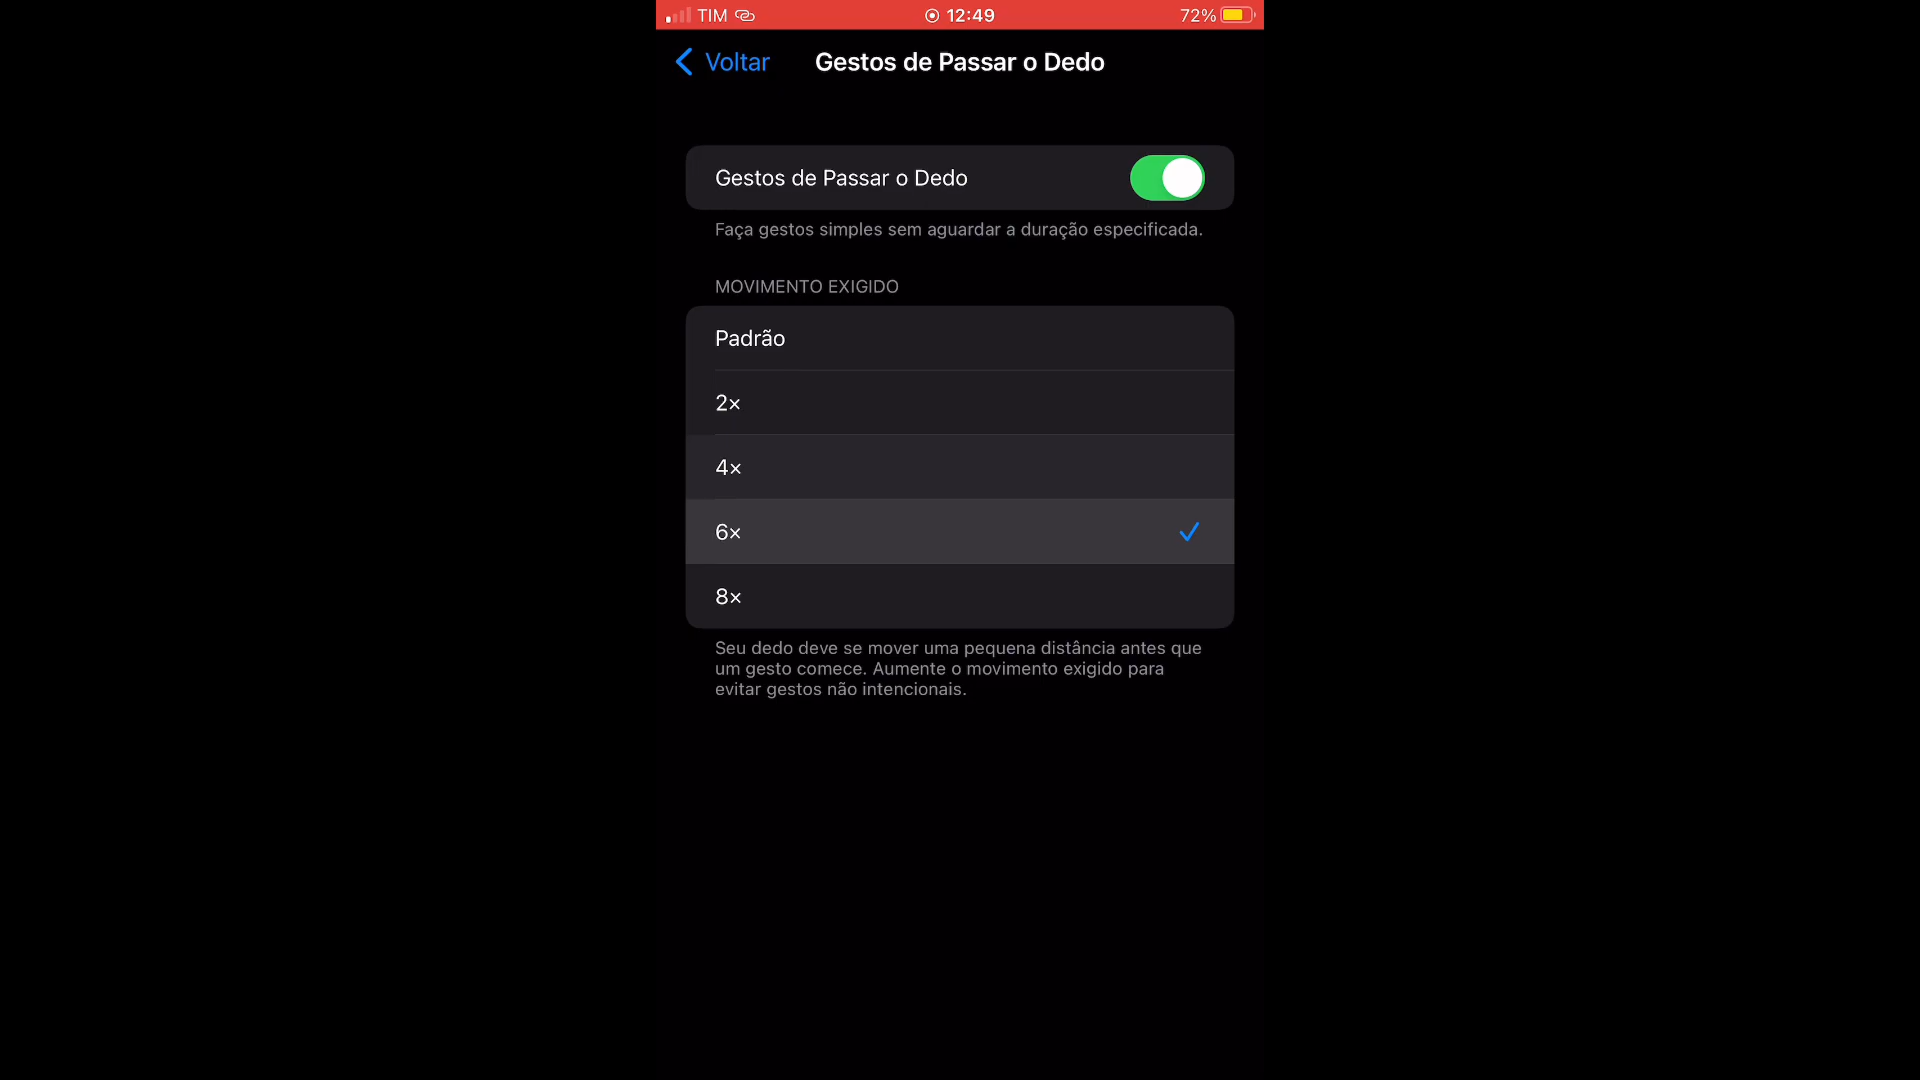 TIM 12:49 72%
Voltar Gestos de Passar o Dedo
Gestos de Passar o Dedo
Faça gestos simples sem aguardar a duração especificada.
MOVIMENTO EXIGIDO
Padrão
2×
4×
6×
8×
Seu dedo deve se mover uma pequena distância antes que
um gesto comece. Aumente o movimento exigido para
evitar gestos não intencionais.